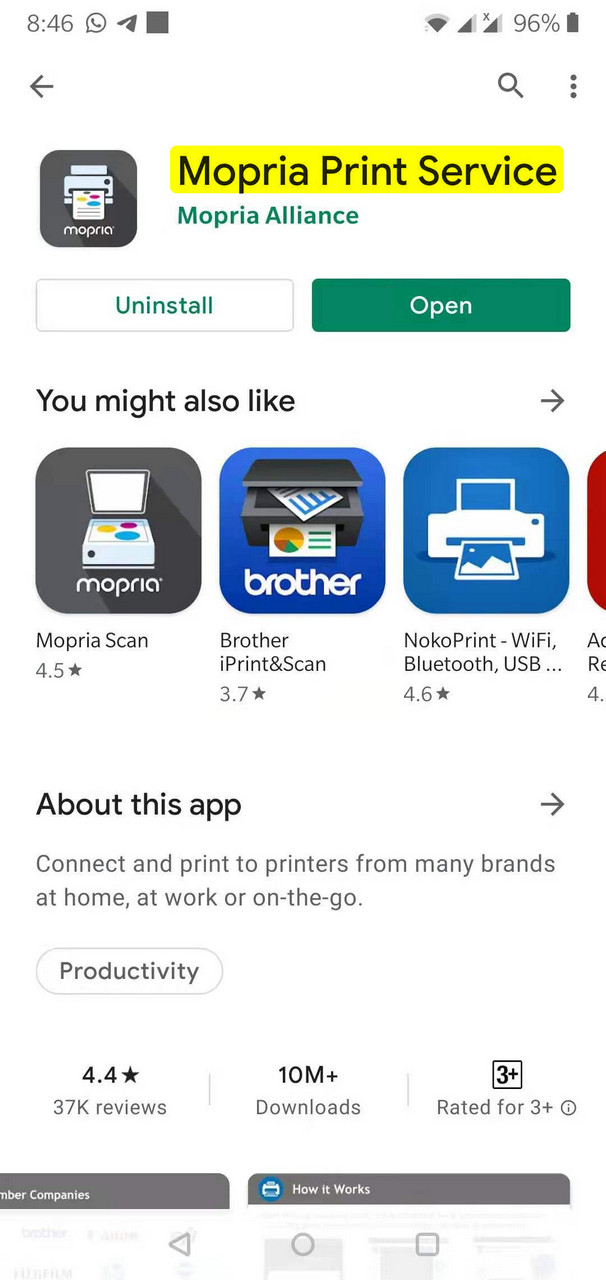 8:46
96%
Mopria Print Service
Mopria Alliance
mopria
Uninstall
Open
You might also like
mopria
brother
Mopria Scan
4.5★
Brother
iPrint&Scan
3.7★
NokoPrint - WiFi,
Bluetooth, USB ...
4.6★
Ac
Re
4.
About this app
Connect and print to printers from many brands
at home, at work or on-the-go.
Productivity
4.4★
37K reviews
10M+
Downloads
3+
Rated for 3+
mber Companies
How it Works
brother
FUJIFILM